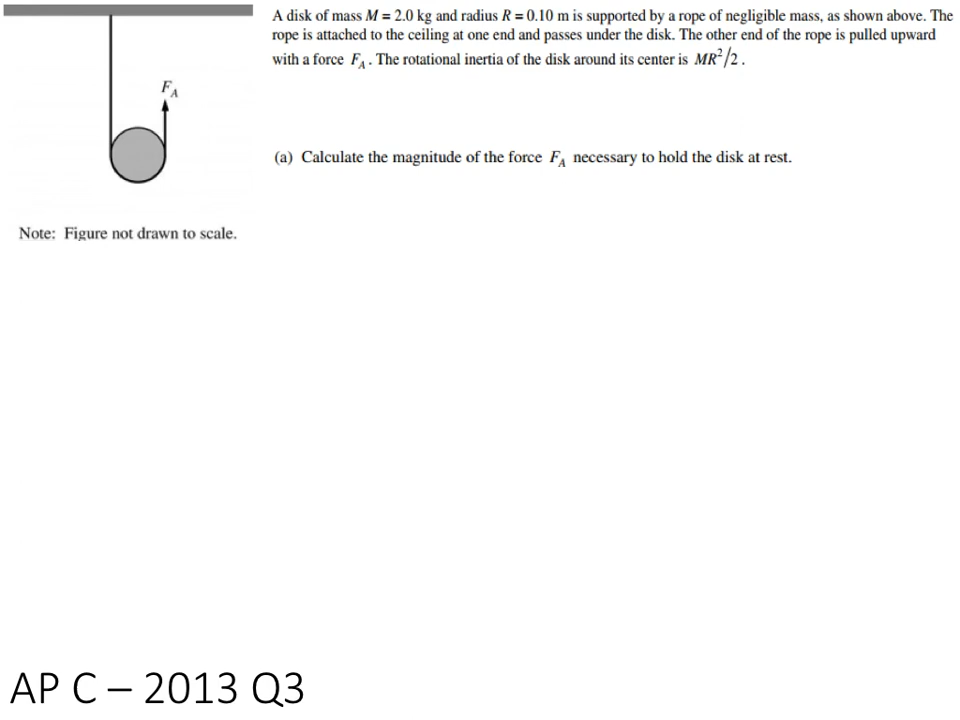 A disk of mass M = 2.0 kg and radius R = 0.10 m is supported by a rope of negligible mass, as shown above. The
rope is attached to the ceiling at one end and passes under the disk. The other end of the rope is pulled upward
with a force F_A. The rotational inertia of the disk around its center is MR²/2.
F_A
(a) Calculate the magnitude of the force F_A necessary to hold the disk at rest.
Note: Figure not drawn to scale.
AP C – 2013 Q3